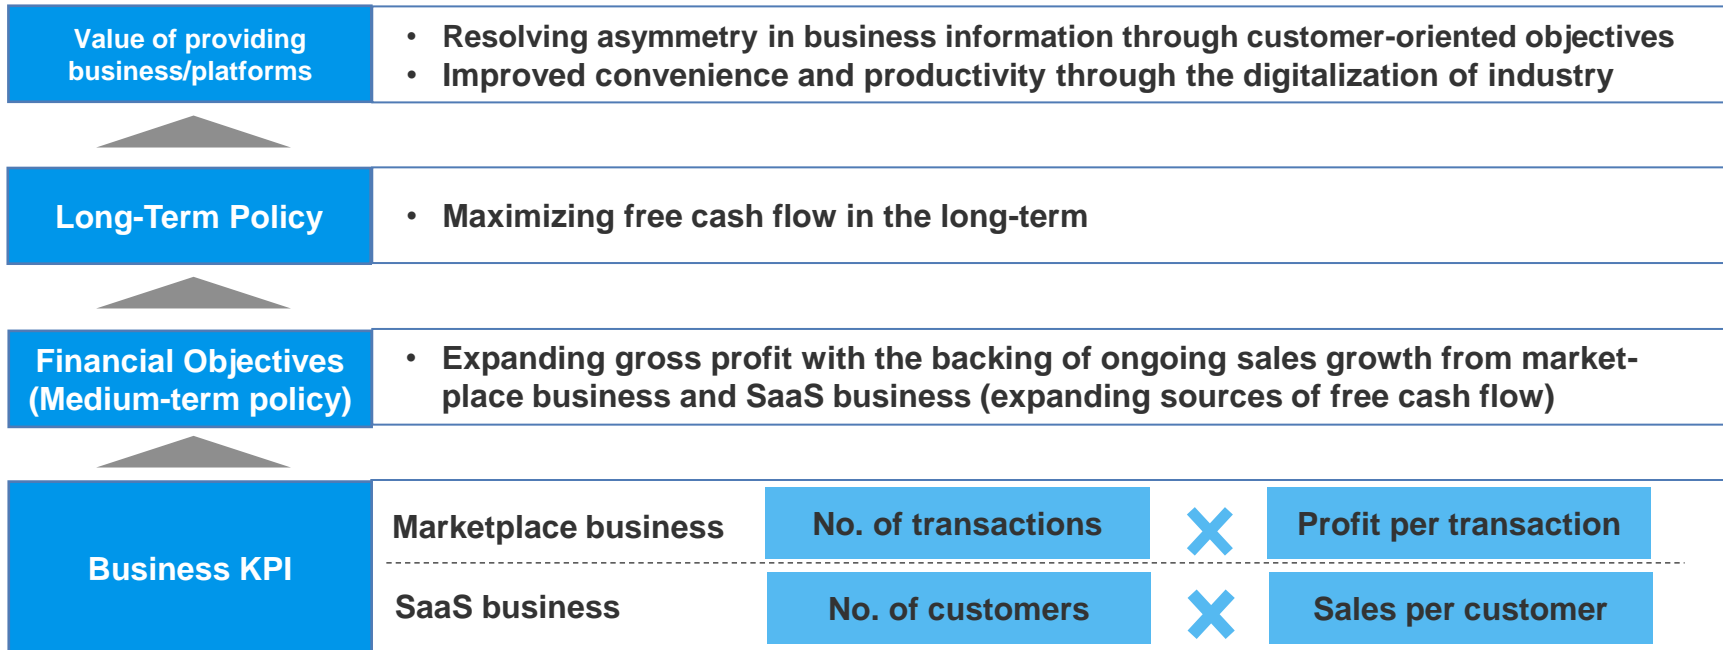 Value of providing
business/platforms
• Resolving asymmetry in business information through customer-oriented objectives
• Improved convenience and productivity through the digitalization of industry
Long-Term Policy
• Maximizing free cash flow in the long-term
Financial Objectives
(Medium-term policy)
• Expanding gross profit with the backing of ongoing sales growth from market-
place business and SaaS business (expanding sources of free cash flow)
Business KPI
Marketplace business
No. of transactions
×
Profit per transaction
SaaS business
No. of customers
×
Sales per customer